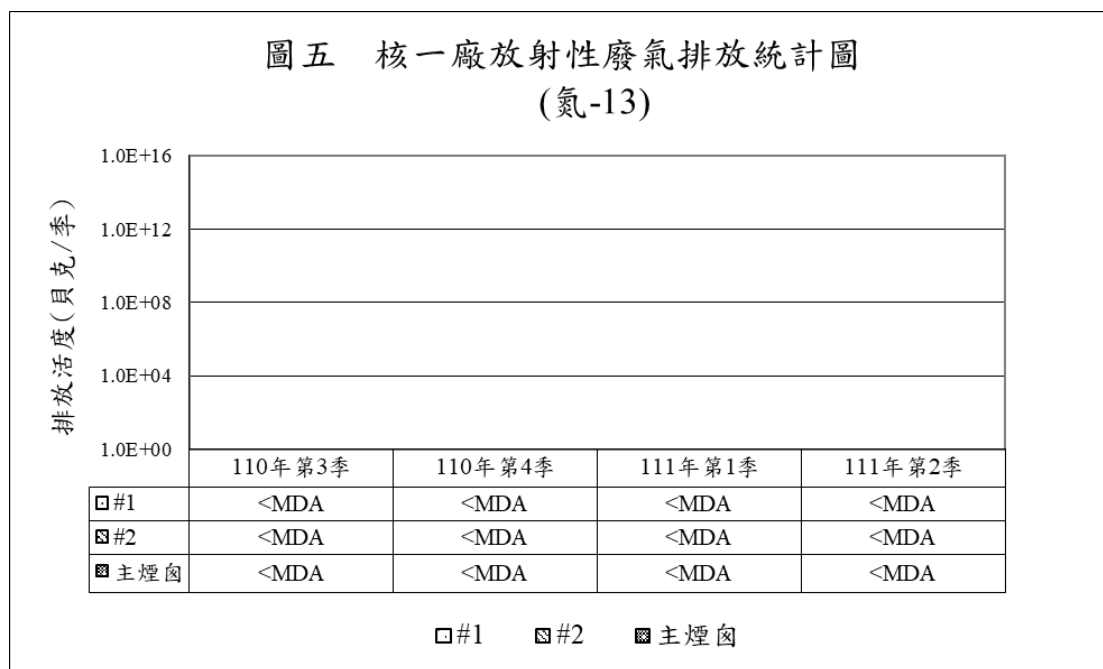 圖五　核一廠放射性廢氣排放統計圖
(氮-13)
排放活度(貝克/季)
1.0E+16
1.0E+12
1.0E+08
1.0E+04
1.0E+00
110年第3季 110年第4季 111年第1季 111年第2季
#1 <MDA <MDA <MDA <MDA
#2 <MDA <MDA <MDA <MDA
主煙囪 <MDA <MDA <MDA <MDA
#1 #2 主煙囪